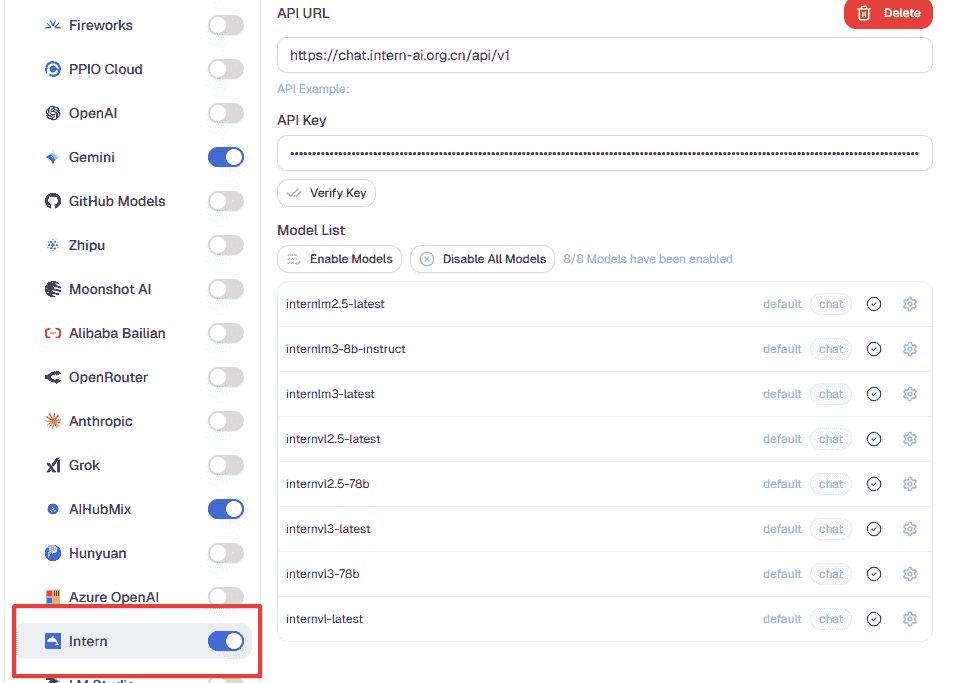 Fireworks
PPIO Cloud
OpenAI
Gemini
GitHub Models
Zhipu
Moonshot AI
Alibaba Bailian
OpenRouter
Anthropic
Grok
AIHubMix
Hunyuan
Azure OpenAI
Intern
LM Studio
API URL
Delete
https://chat.intern-ai.org.cn/api/v1
API Example:
API Key
Verify Key
Model List
Enable Models Disable All Models 8/8 Models have been enabled
internlm2.5-latest default chat
internlm3-8b-instruct default chat
internlm3-latest default chat
internvl2.5-latest default chat
internvl2.5-78b default chat
internvl3-latest default chat
internvl3-78b default chat
internvl-latest default chat